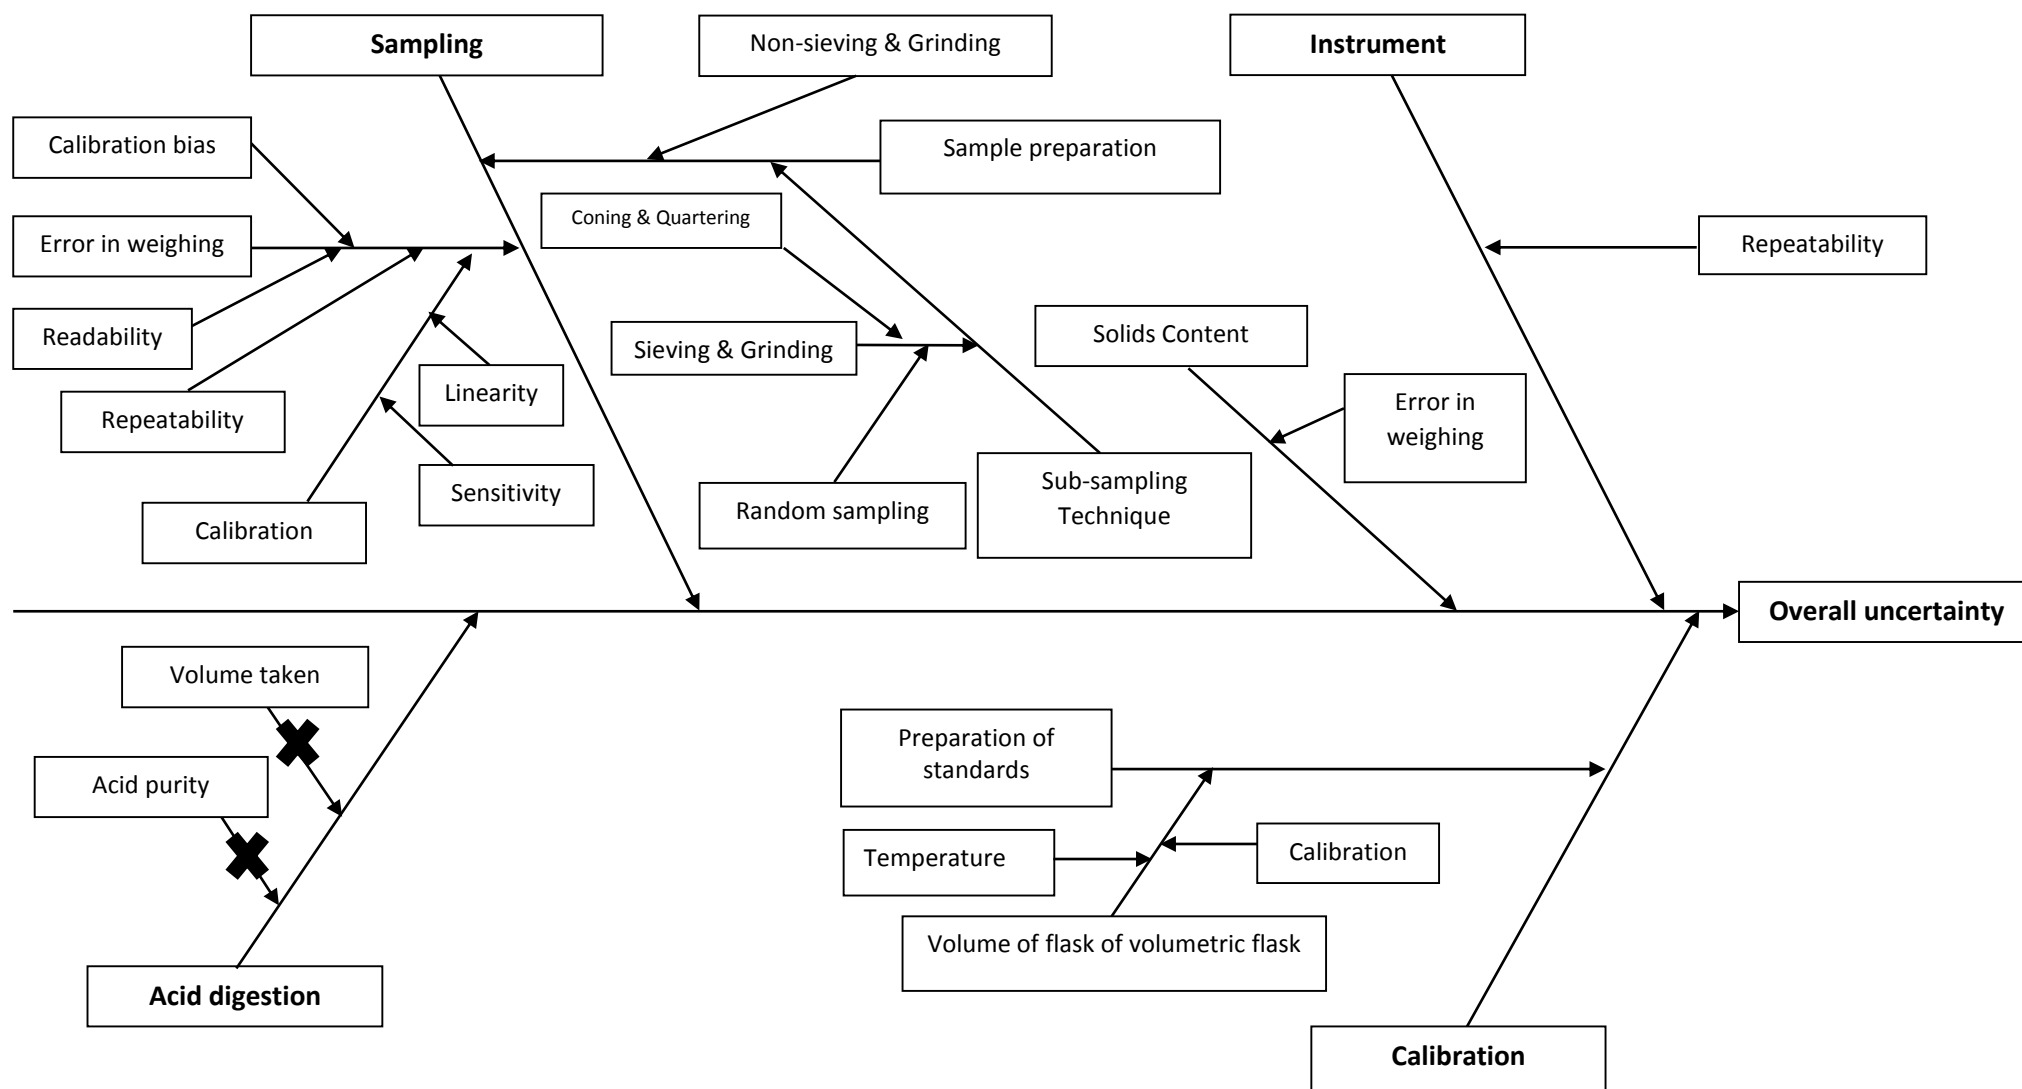 Sampling
Non-sieving & Grinding
Instrument
Calibration bias
Sample preparation
Coning & Quartering
Error in weighing
Repeatability
Readability
Solids Content
Sieving & Grinding
Linearity
Error in
weighing
Repeatability
Sensitivity
Sub-sampling
Technique
Random sampling
Calibration
Overall uncertainty
Volume taken
Preparation of
standards
Acid purity
Temperature
Calibration
Volume of flask of volumetric flask
Acid digestion
Calibration